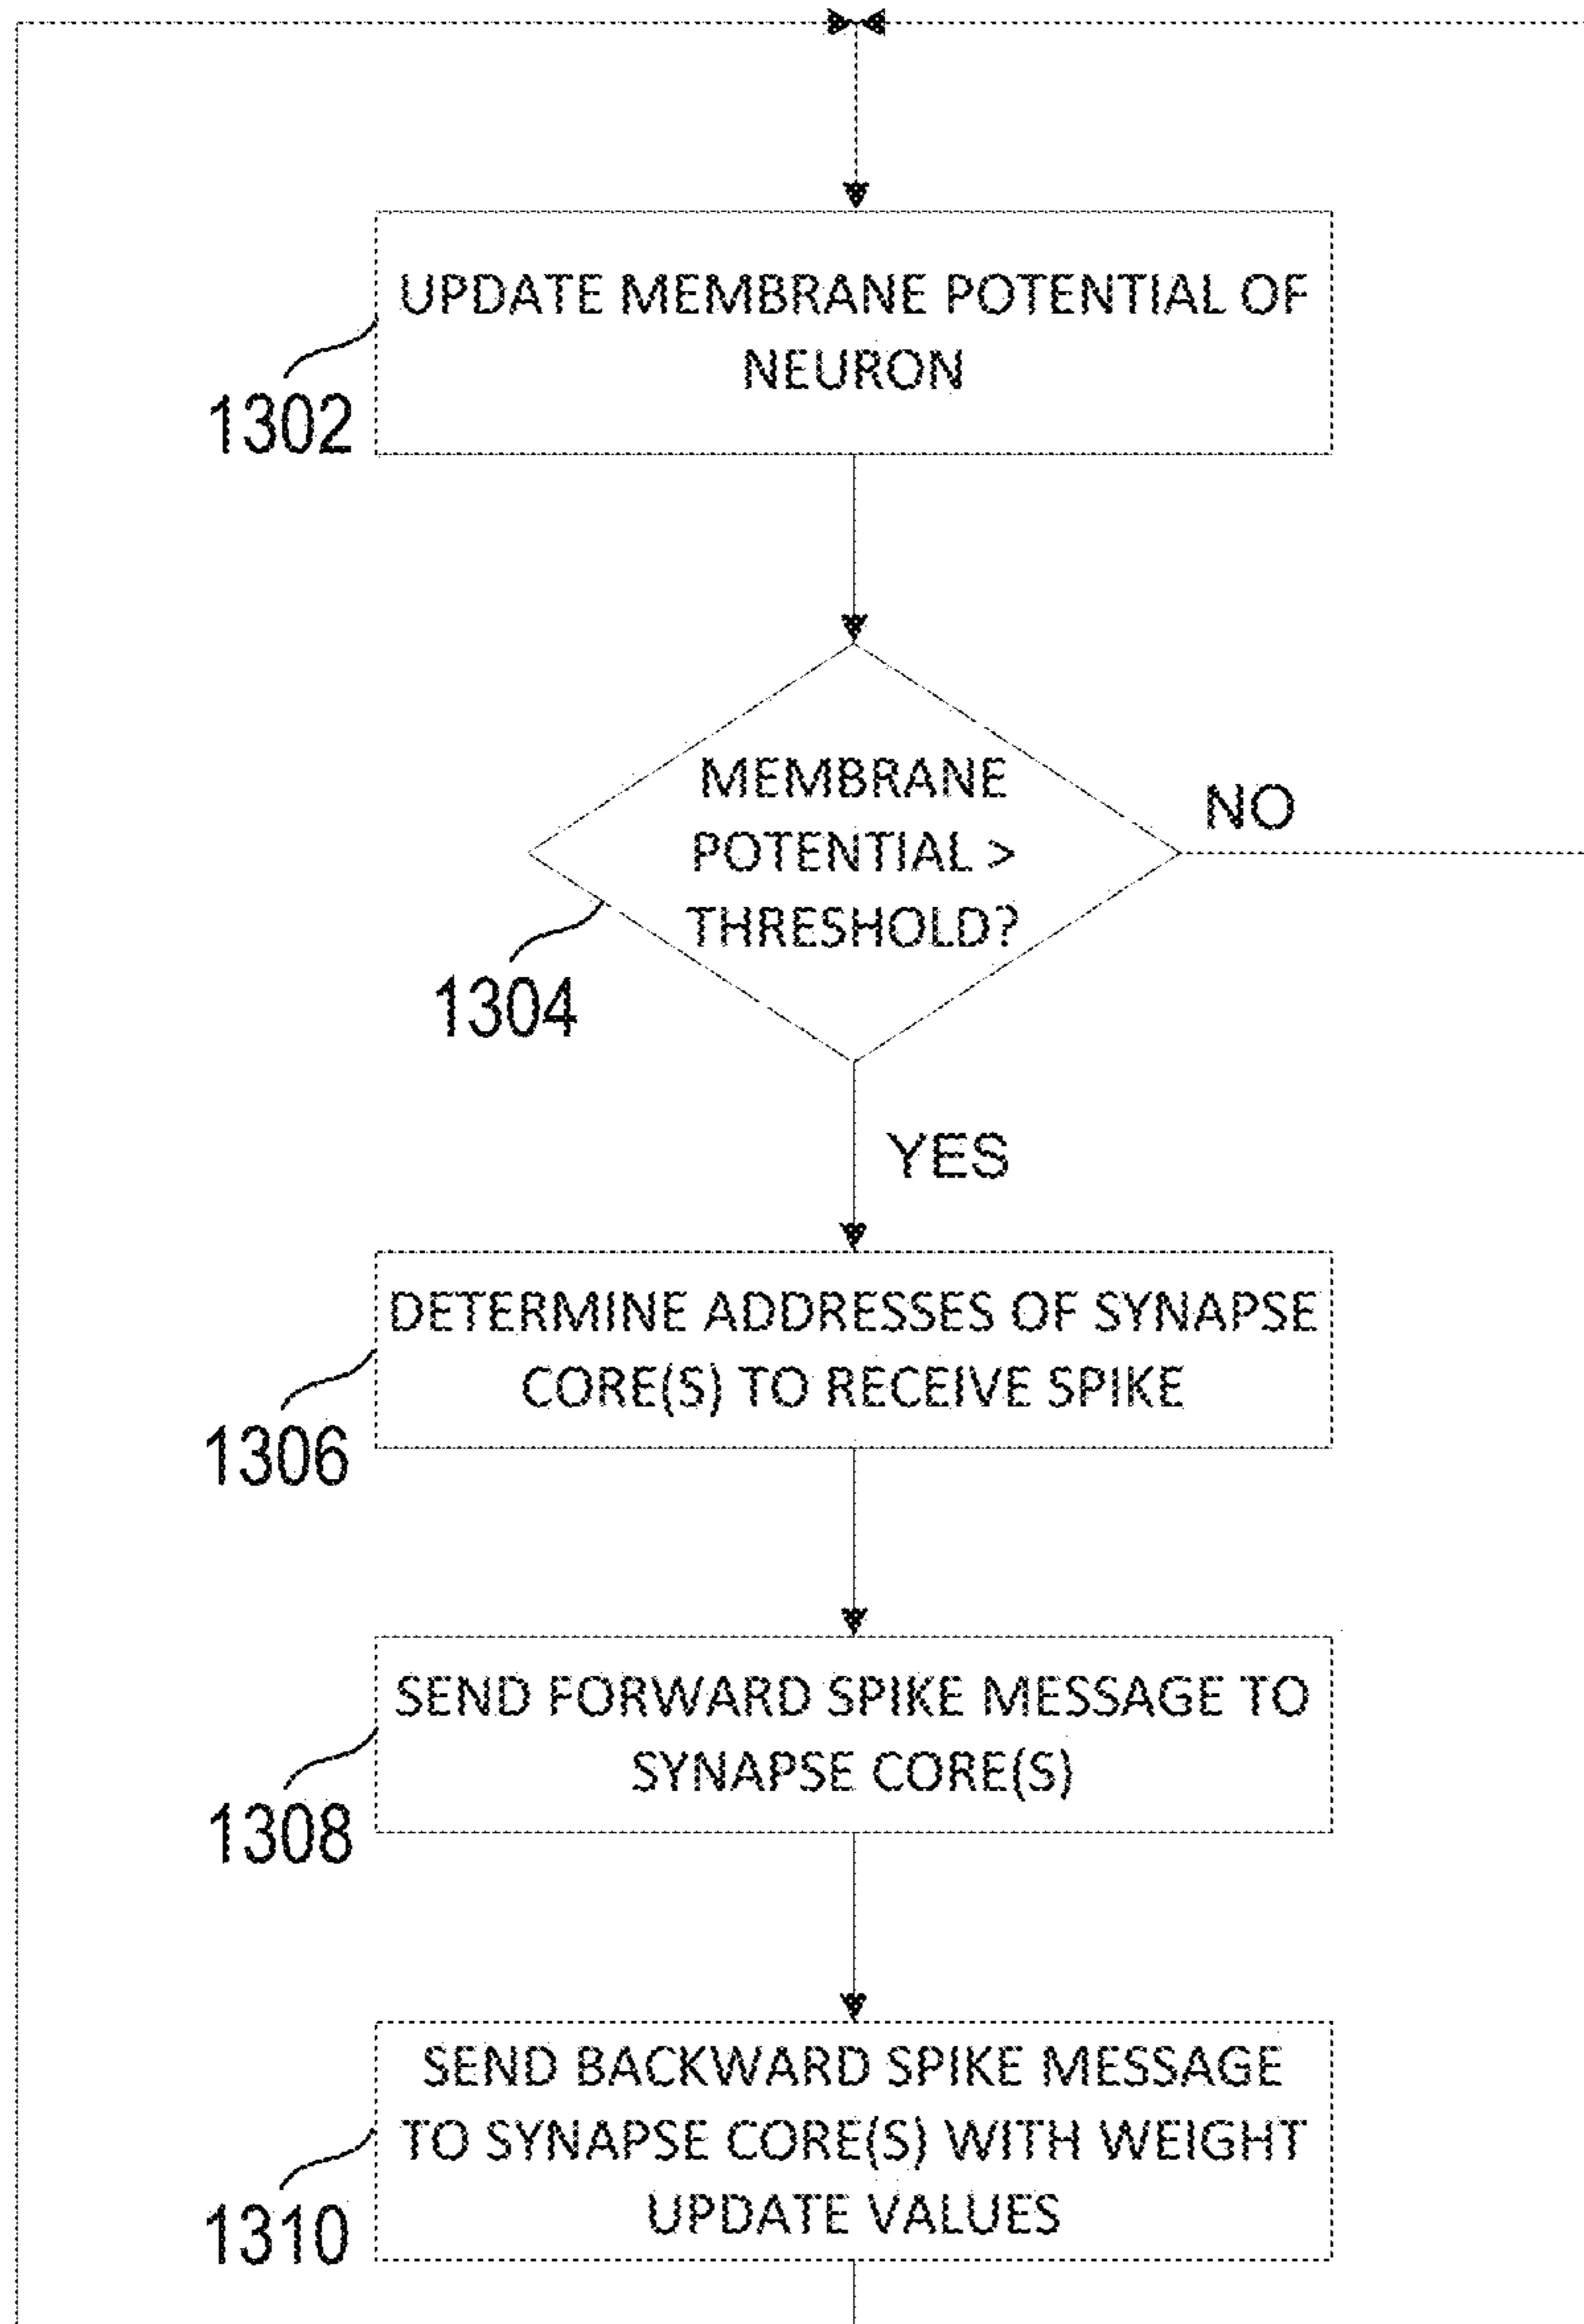 UPDATE MEMBRANE POTENTIAL OF
NEURON
1302
MEMBRANE
POTENTIAL >
THRESHOLD?
NO
1304
YES
DETERMINE ADDRESSES OF SYNAPSE
CORE(S) TO RECEIVE SPIKE
1306
SEND FORWARD SPIKE MESSAGE TO
SYNAPSE CORE(S)
1308
SEND BACKWARD SPIKE MESSAGE
TO SYNAPSE CORE(S) WITH WEIGHT
UPDATE VALUES
1310